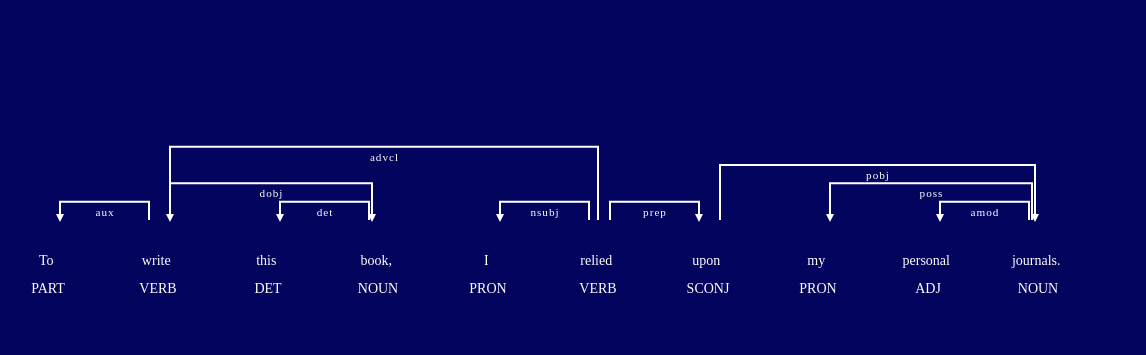 advcl
pobj
dobj poss
aux det nsubj prep amod
To write this book, I relied upon my personal journals.
PART VERB DET NOUN PRON VERB SCONJ PRON ADJ NOUN